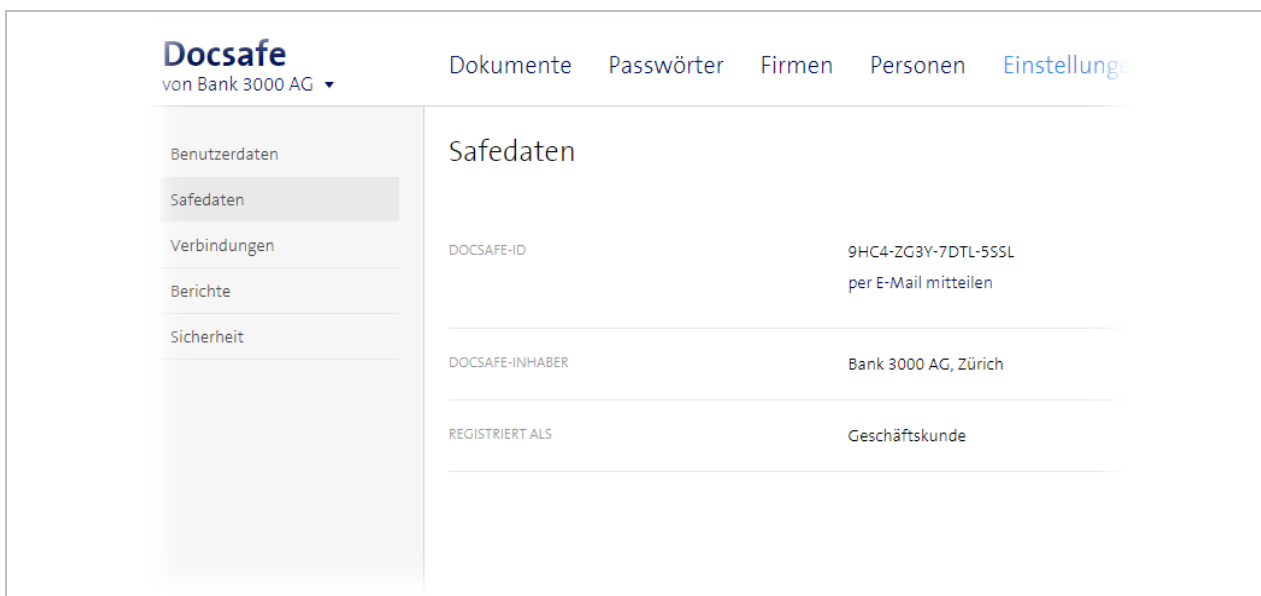 Docsafe
von Bank 3000 AG
Dokumente Passwörter Firmen Personen Einstellunge
Benutzerdaten
Safedaten
Verbindungen
Berichte
Sicherheit
Safedaten
DOCSAFE-ID 9HC4-ZG3Y-7DTL-5SSL
per E-Mail mitteilen
DOCSAFE-INHABER Bank 3000 AG, Zürich
REGISTRIERT ALS Geschäftskunde